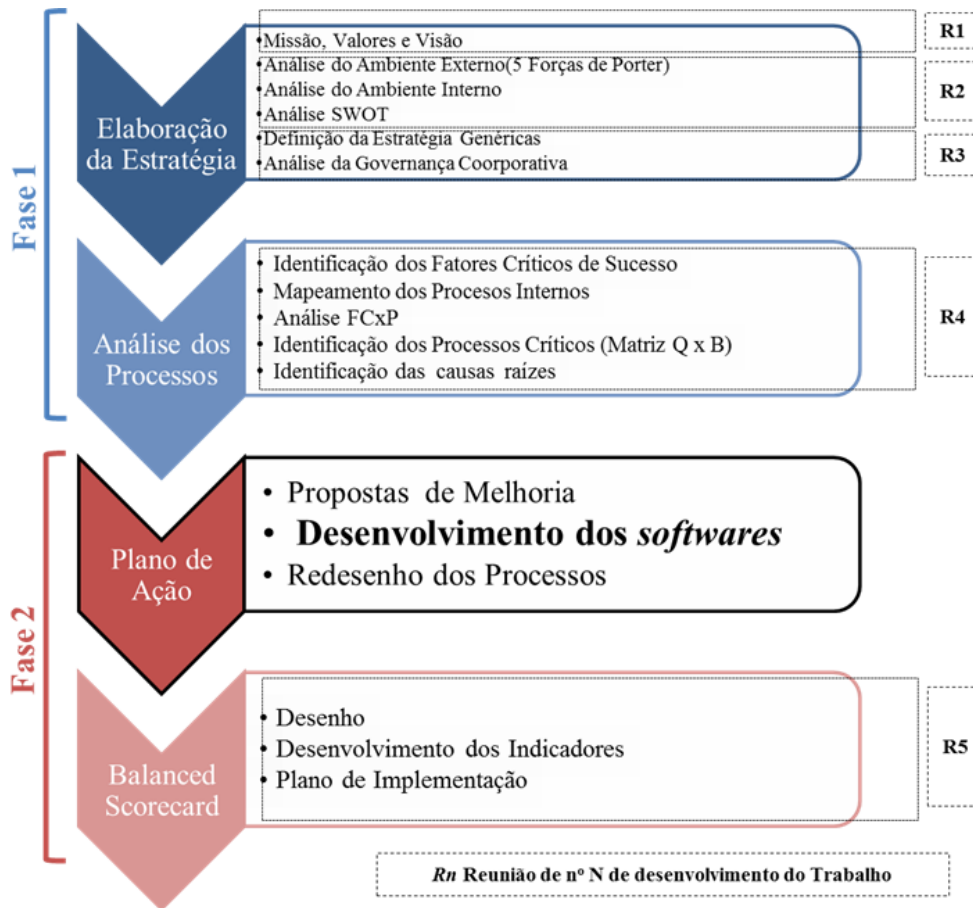 Fase 1
Elaboração
da Estratégia
•Missão, Valores e Visão
R1
•Análise do Ambiente Externo(5 Forças de Porter)
•Análise do Ambiente Interno
•Análise SWOT
R2
•Definição da Estratégia Genéricas
•Análise da Governança Coorporativa
R3
Análise dos
Processos
• Identificação dos Fatores Críticos de Sucesso
• Mapeamento dos Procesos Internos
• Análise FCxP
• Identificação dos Processos Críticos (Matriz Q x B)
• Identificação das causas raízes
R4
Fase 2
Plano de
Ação
• Propostas de Melhoria
• Desenvolvimento dos softwares
• Redesenho dos Processos
Balanced
Scorecard
• Desenho
• Desenvolvimento dos Indicadores
• Plano de Implementação
R5
Rn Reunião de nº N de desenvolvimento do Trabalho